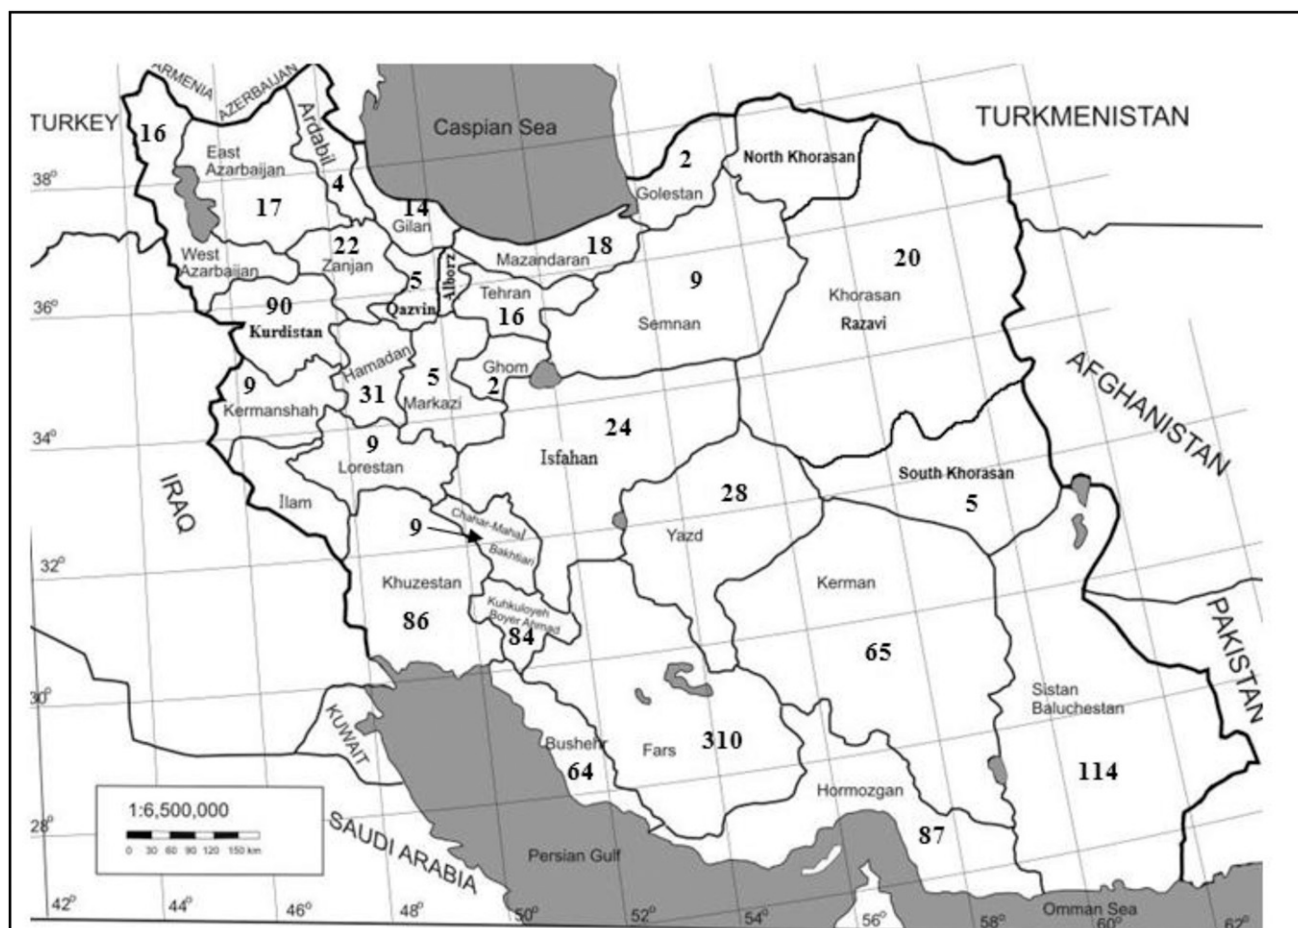 ARMENIA
AZERBAIJAN
TURKEY
TURKMENISTAN
Caspian Sea
16
Ardabil
East
Azarbaijan
4
17
14
Gilan
2
Golestan
North Khorasan
38°
West
Azarbaijan
22
Zanjan
5
Qazvin
Alborz
18
Mazandaran
Tehran
16
9
Semnan
20
Khorasan
Razavi
36°
90
Kurdistan
Hamadan
31
5
Markazi
Ghom
2
9
Kermanshah
AFGHANISTAN
34°
9
Lorestan
24
Isfahan
South Khorasan
5
IRAQ
Ilam
28
Yazd
9
Chahar-Mahal
Bakhtiari
32°
Khuzestan
86
Kuhkuloyeh
Boyer Ahmad
84
Kerman
65
PAKISTAN
30°
KUWAIT
Sistan
Baluchestan
114
Bushehr
64
Fars
310
Hormozgan
87
1:6,500,000
0 30 60 90 120 150 km
28°
SAUDI ARABIA
Persian Gulf
Omman Sea
42° 44° 46° 48° 50° 52° 54° 56° 58° 60° 62°